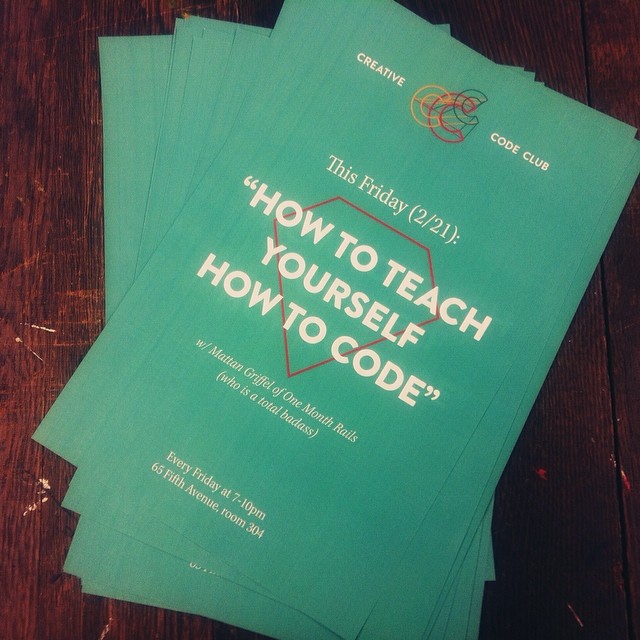 CREATIVE
CODE CLUB
This Friday (2/21):
“HOW TO TEACH
YOURSELF
HOW TO CODE”
w/ Mattan Griffel of One Month Rails
(who is a total badass)
Every Friday at 7-10pm
65 Fifth Avenue, room 304